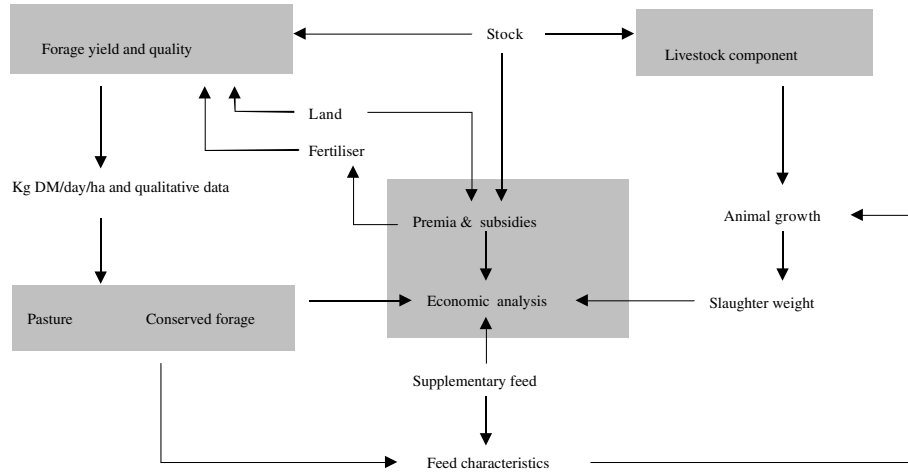 Stock
Forage yield and quality
Livestock component
Land
Fertiliser
Kg DM/day/ha and qualitative data
Premia & subsidies
Animal growth
Economic analysis
Slaughter weight
Pasture
Conserved forage
Supplementary feed
Feed characteristics